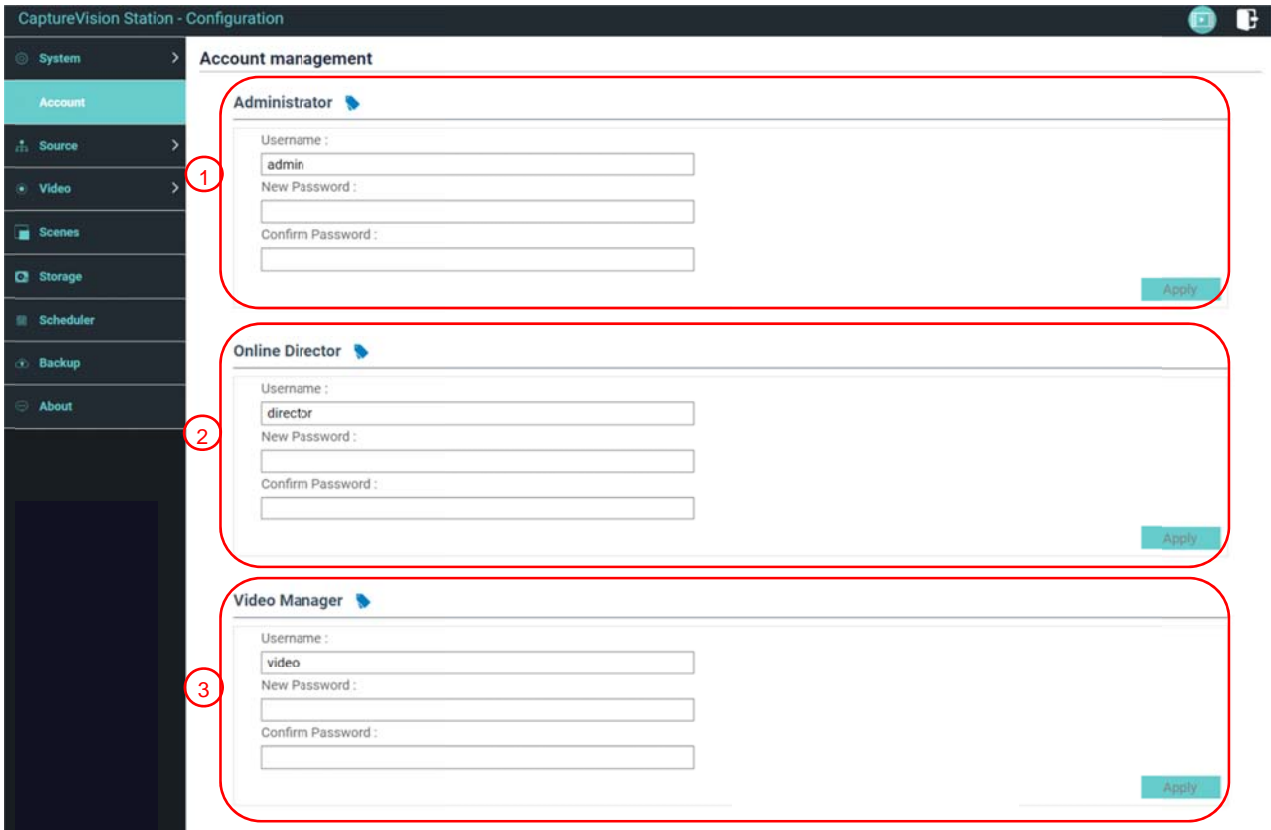 CaptureVision Station - Configuration
System
Account
Source
Video
Scenes
Storage
Scheduler
Backup
About
Account management
1
Administrator
Username :
admin
New Password :
Confirm Password :
Apply
2
Online Director
Username :
director
New Password :
Confirm Password :
Apply
3
Video Manager
Username :
video
New Password :
Confirm Password :
Apply